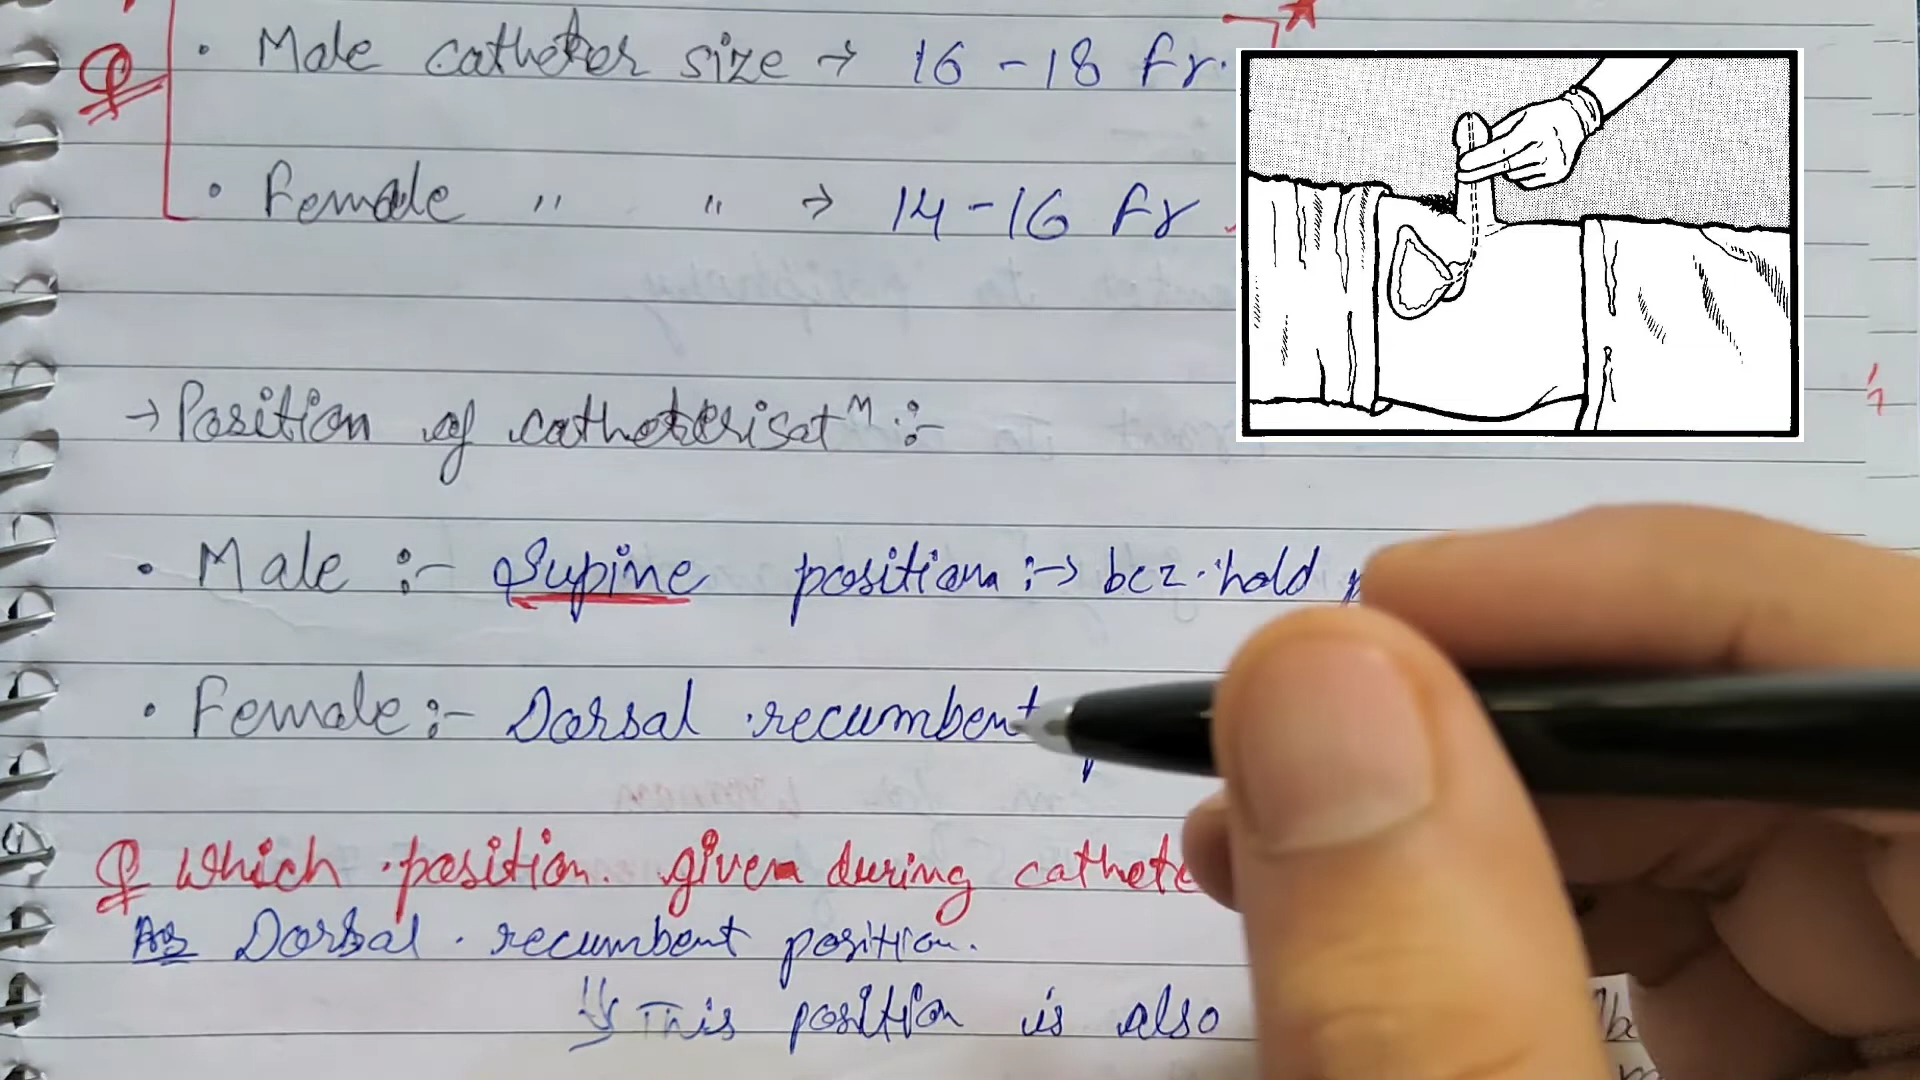 Q • Male catheter size → 16 - 18 Fr.
• Female " " → 14 - 16 Fr
→ Position of catheterisatⁿ :-
• Male :- Supine position :→ bcz. hold
• Female :- Dorsal recumbent
Q Which position. given during cathete
Ans Dorsal. recumbent position.
This position is also